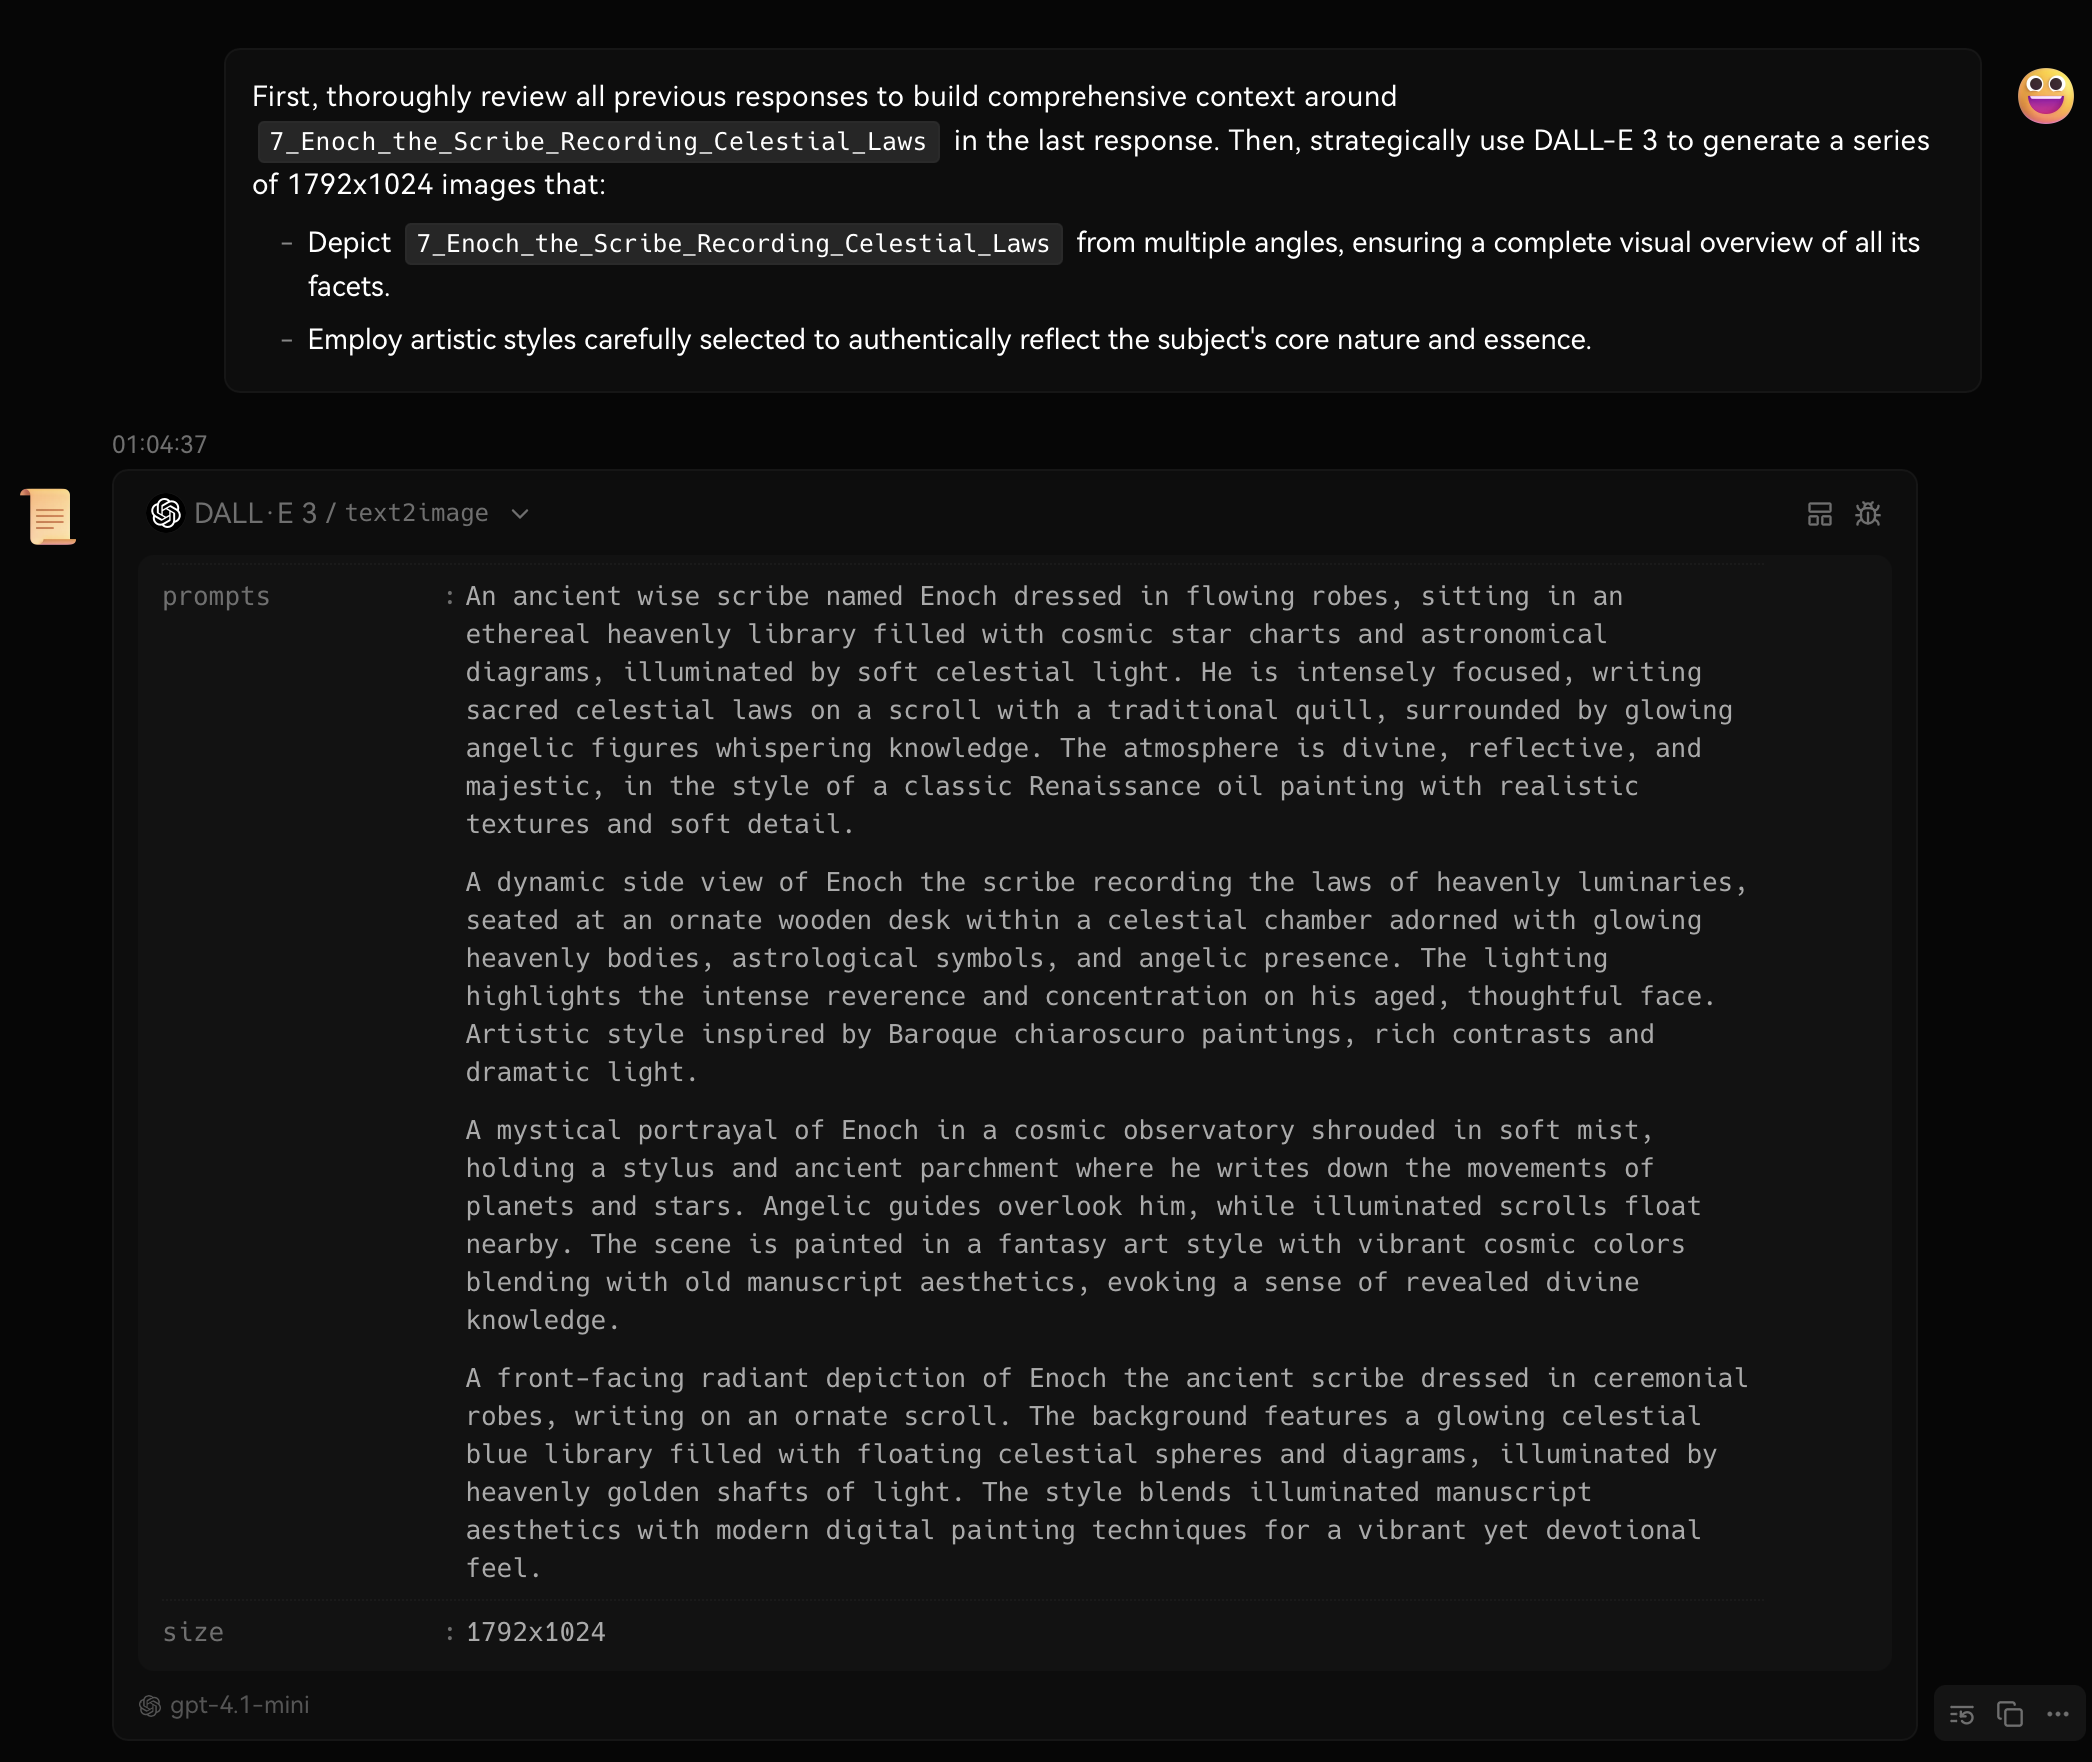 First, thoroughly review all previous responses to build comprehensive context around
7_Enoch_the_Scribe_Recording_Celestial_Laws in the last response. Then, strategically use DALL-E 3 to generate a series
of 1792x1024 images that:
– Depict 7_Enoch_the_Scribe_Recording_Celestial_Laws from multiple angles, ensuring a complete visual overview of all its
facets.
– Employ artistic styles carefully selected to authentically reflect the subject's core nature and essence.
01:04:37
DALL·E 3 / text2image
prompts : An ancient wise scribe named Enoch dressed in flowing robes, sitting in an
ethereal heavenly library filled with cosmic star charts and astronomical
diagrams, illuminated by soft celestial light. He is intensely focused, writing
sacred celestial laws on a scroll with a traditional quill, surrounded by glowing
angelic figures whispering knowledge. The atmosphere is divine, reflective, and
majestic, in the style of a classic Renaissance oil painting with realistic
textures and soft detail.
A dynamic side view of Enoch the scribe recording the laws of heavenly luminaries,
seated at an ornate wooden desk within a celestial chamber adorned with glowing
heavenly bodies, astrological symbols, and angelic presence. The lighting
highlights the intense reverence and concentration on his aged, thoughtful face.
Artistic style inspired by Baroque chiaroscuro paintings, rich contrasts and
dramatic light.
A mystical portrayal of Enoch in a cosmic observatory shrouded in soft mist,
holding a stylus and ancient parchment where he writes down the movements of
planets and stars. Angelic guides overlook him, while illuminated scrolls float
nearby. The scene is painted in a fantasy art style with vibrant cosmic colors
blending with old manuscript aesthetics, evoking a sense of revealed divine
knowledge.
A front-facing radiant depiction of Enoch the ancient scribe dressed in ceremonial
robes, writing on an ornate scroll. The background features a glowing celestial
blue library filled with floating celestial spheres and diagrams, illuminated by
heavenly golden shafts of light. The style blends illuminated manuscript
aesthetics with modern digital painting techniques for a vibrant yet devotional
feel.
size : 1792x1024
gpt-4.1-mini